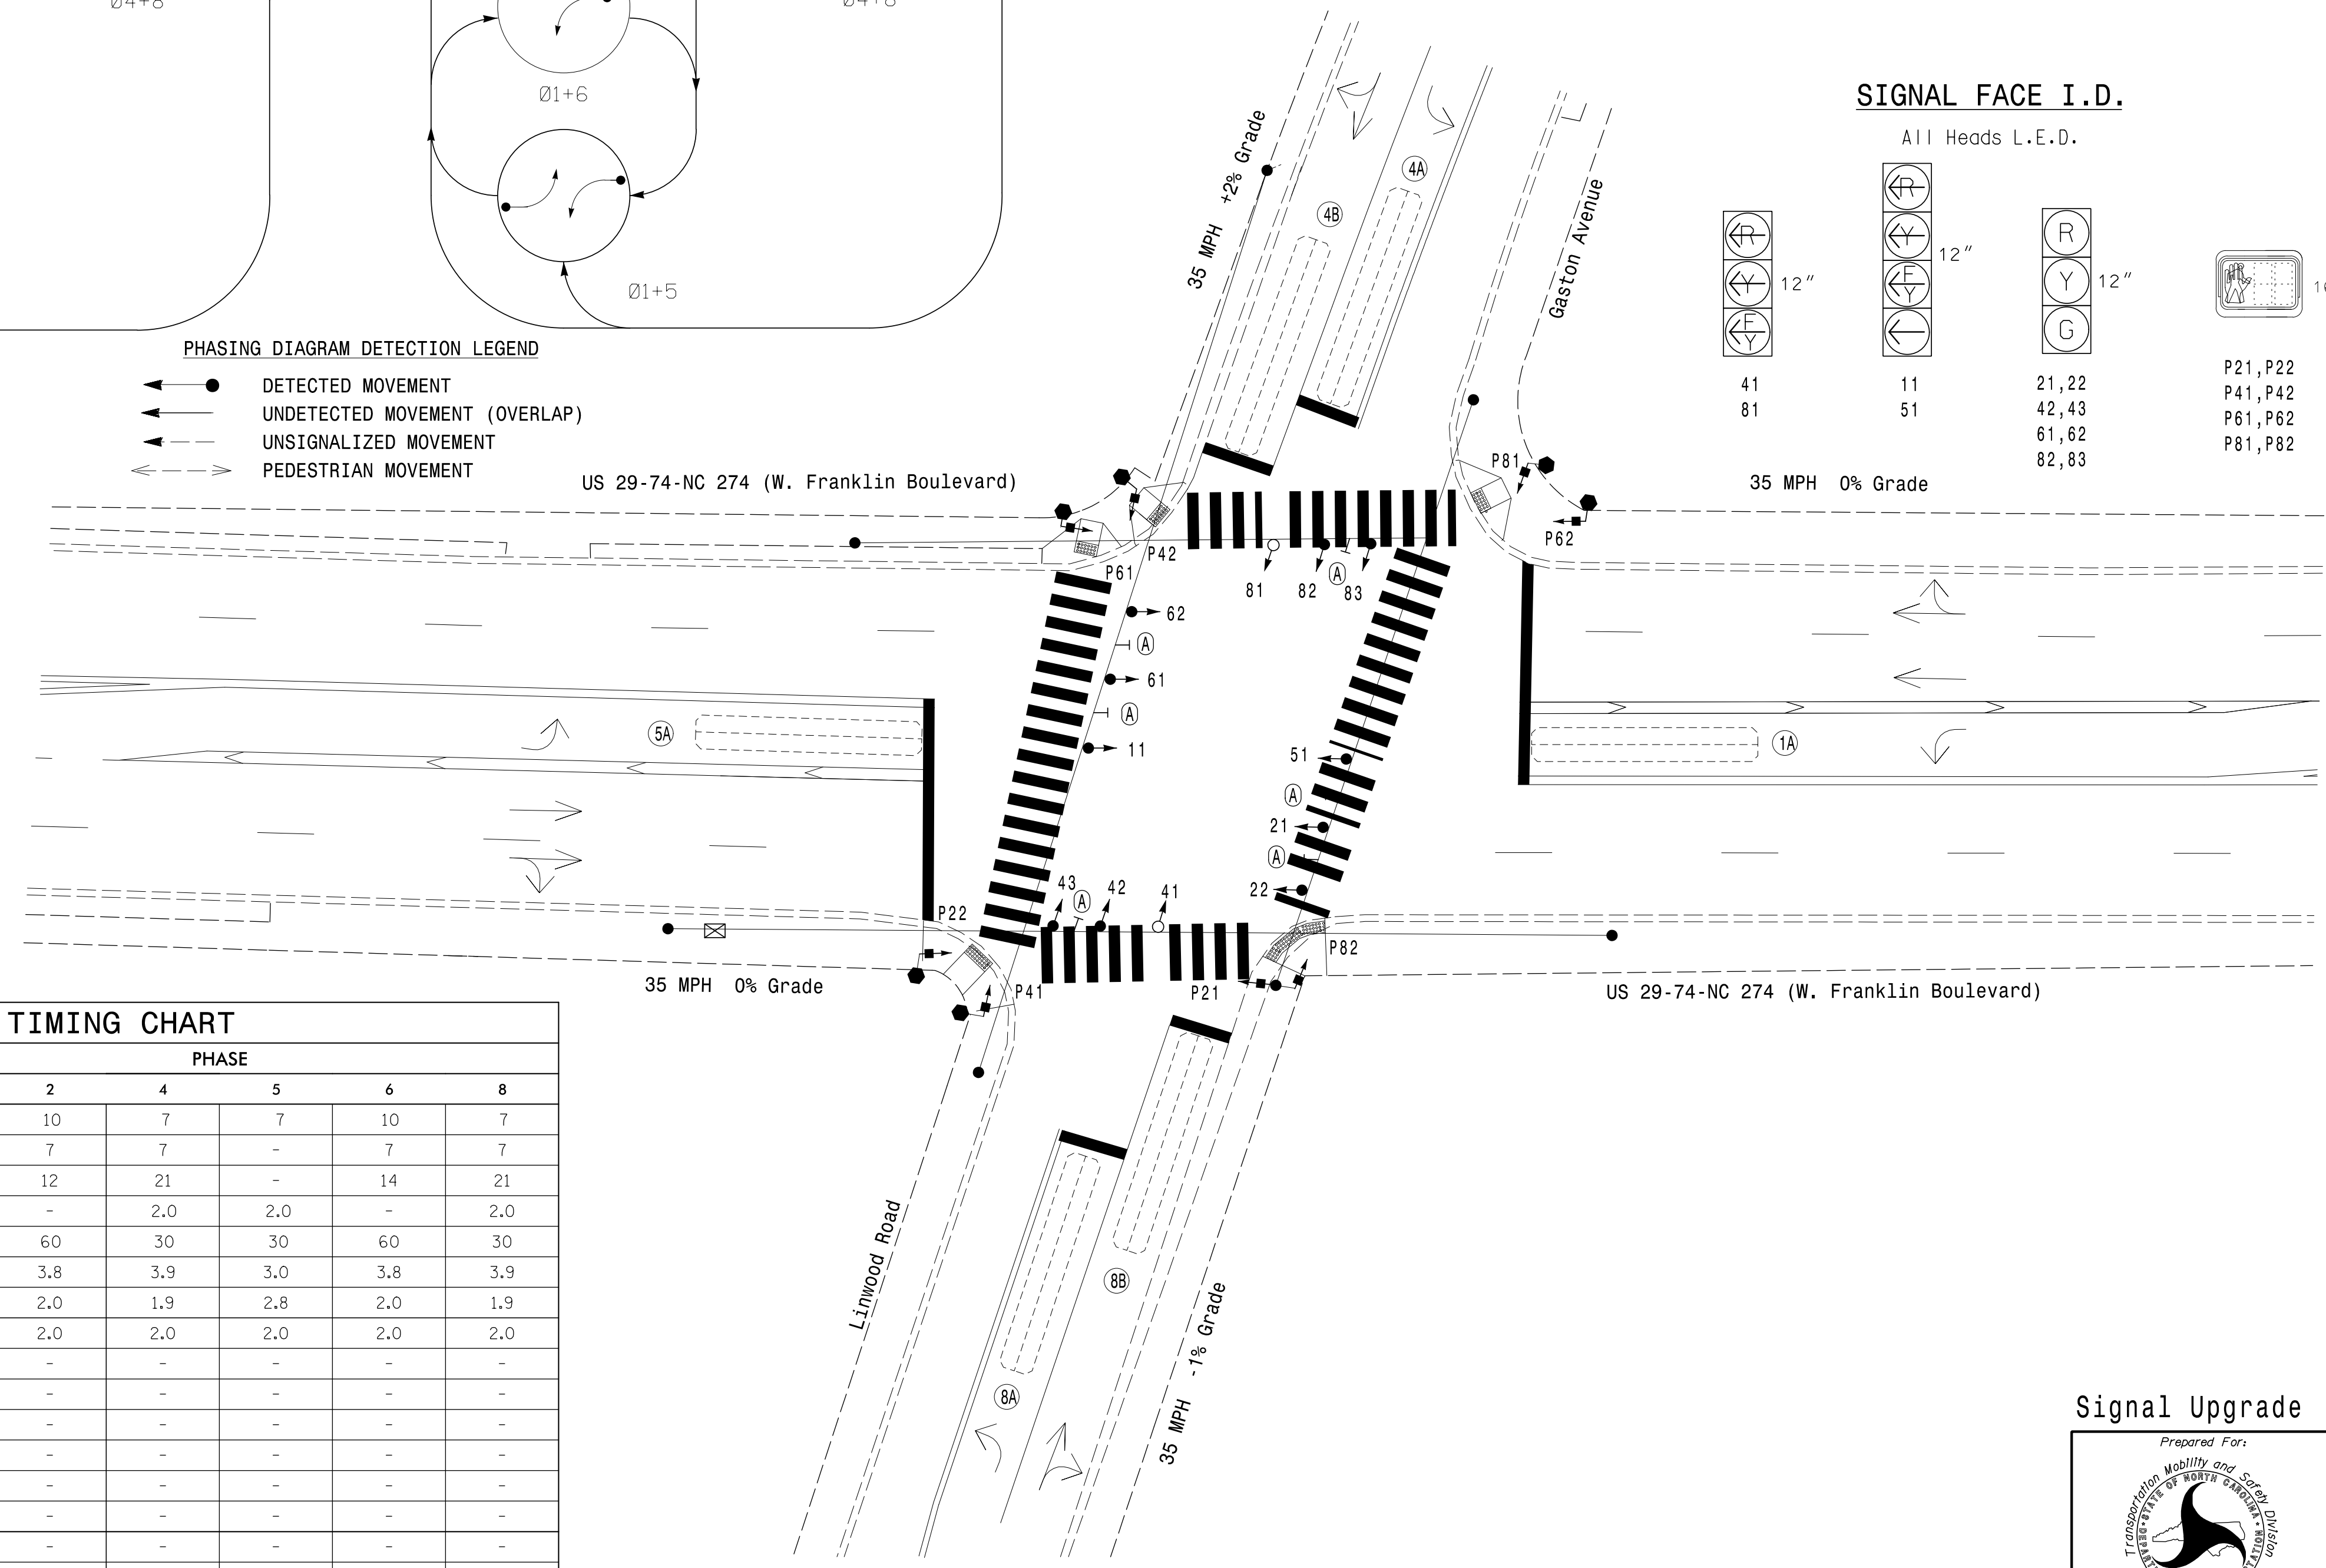 Ø4+8
Ø4+8
Ø1+6
Ø1+5
PHASING DIAGRAM DETECTION LEGEND
DETECTED MOVEMENT
UNDETECTED MOVEMENT (OVERLAP)
UNSIGNALIZED MOVEMENT
PEDESTRIAN MOVEMENT
US 29-74-NC 274 (W. Franklin Boulevard)
35 MPH +2% Grade
4B
4A
Gaston Avenue
SIGNAL FACE I.D.
All Heads L.E.D.
R
Y
F
Y
12"
41
81
R
Y
F
Y
12"
11
51
R
Y
G
12"
21,22
42,43
61,62
82,83
P21,P22
P41,P42
P61,P62
P81,P82
35 MPH 0% Grade
P81
P62
P42
P61
81
82
A
83
62
A
61
A
11
5A
1A
51
A
21
A
22
43
A
42
41
P22
P82
P41
P21
35 MPH 0% Grade
US 29-74-NC 274 (W. Franklin Boulevard)
Linwood Road
8B
8A
35 MPH -1% Grade
TIMING CHART
PHASE
2 4 5 6 8
10 7 7 10 7
7 7 - 7 7
12 21 - 14 21
- 2.0 2.0 - 2.0
60 30 30 60 30
3.8 3.9 3.0 3.8 3.9
2.0 1.9 2.8 2.0 1.9
2.0 2.0 2.0 2.0 2.0
- - - - -
- - - - -
- - - - -
- - - - -
- - - - -
- - - - -
- - - - -
Signal Upgrade
Prepared For:
Transportation Mobility and Safety Division
STATE OF NORTH CAROLINA